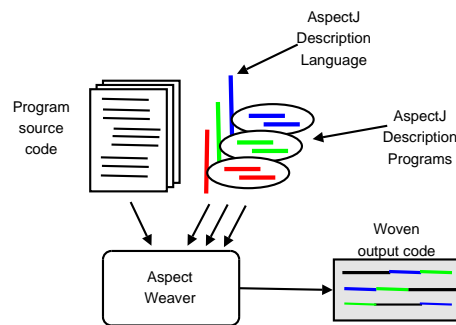 AspectJ
Description
Language
Program
source
code
AspectJ
Description
Programs
Aspect
Weaver
Woven
output code